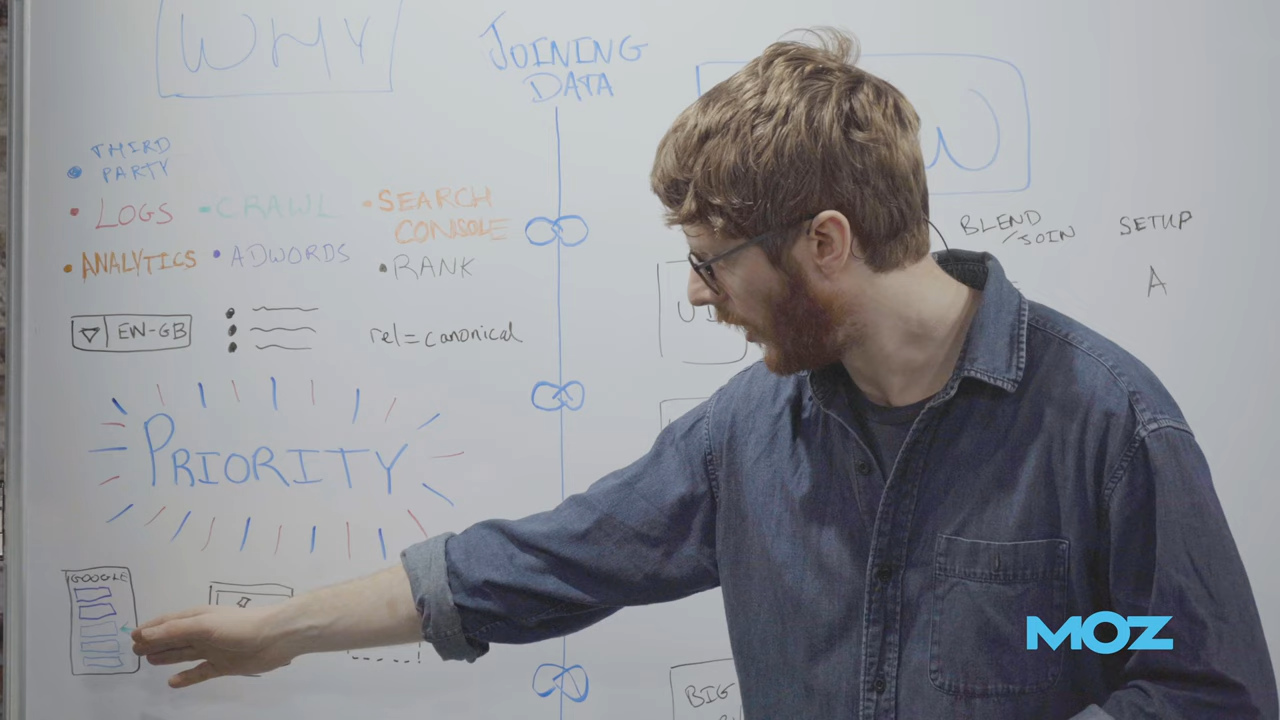 WHY
JOINING
DATA
W
• THIRD
PARTY
• LOGS
• CRAWL
• SEARCH
CONSOLE
• ANALYTICS
• ADWORDS
• RANK
EN-GB
rel=canonical
PRIORITY
GOOGLE
BLEND
/JOIN
SETUP
A
BIG
MOZ